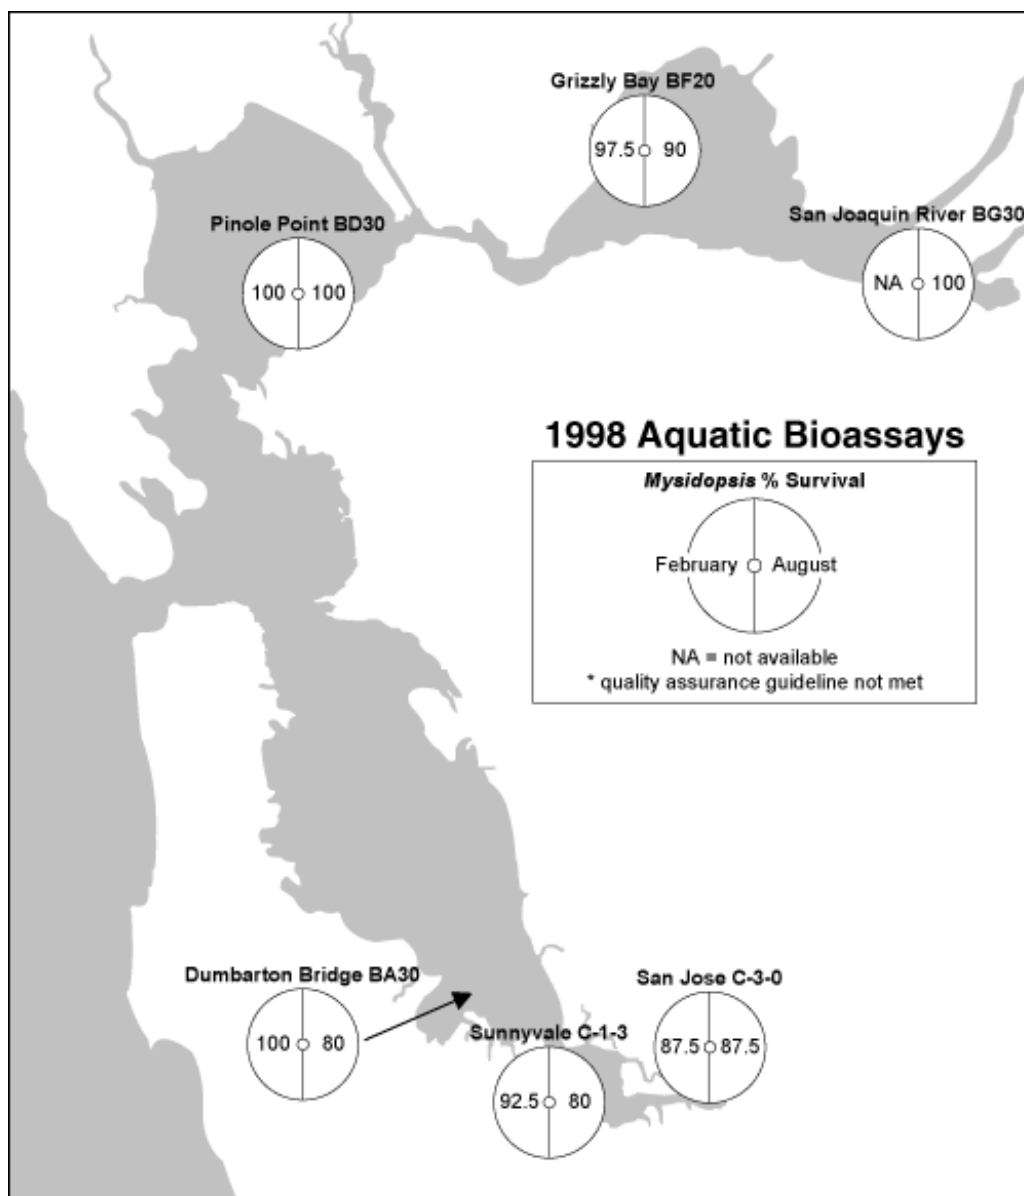 Grizzly Bay BF20
97.5 90
San Joaquin River BG30
NA 100
Pinole Point BD30
100 100
1998 Aquatic Bioassays
Mysidopsis % Survival
February August
NA = not available
* quality assurance guideline not met
Dumbarton Bridge BA30
100 80
San Jose C-3-0
87.5 87.5
Sunnyvale C-1-3
92.5 80